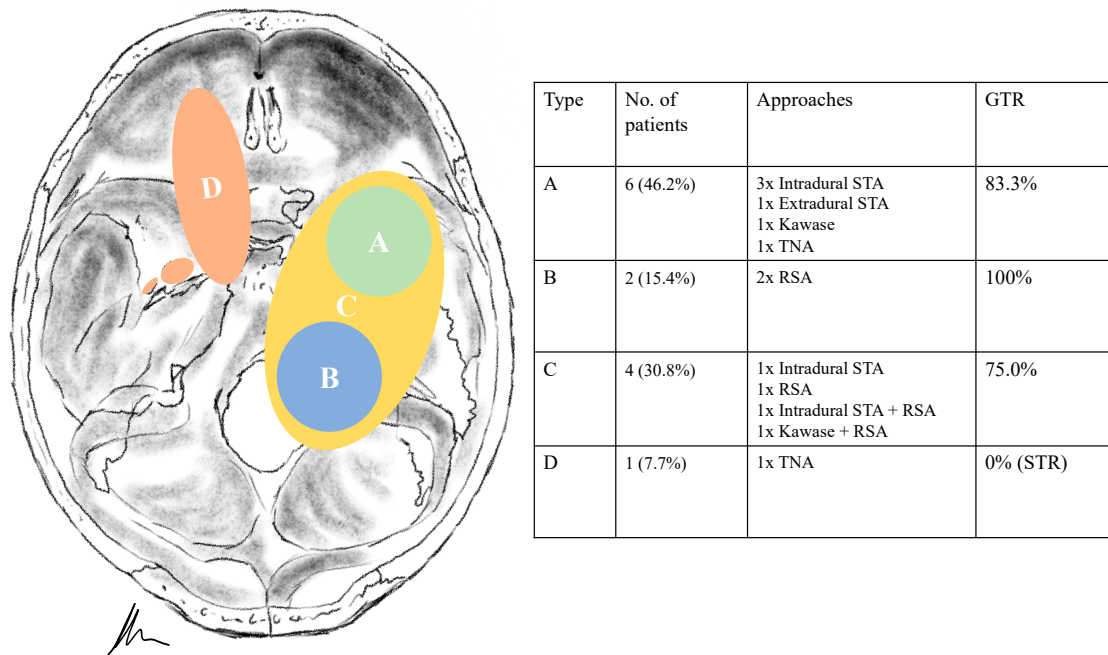 D
A
C
B
Type
No. of
patients
Approaches
GTR
A
6 (46.2%)
3x Intradural STA
1x Extradural STA
1x Kawase
1x TNA
83.3%
B
2 (15.4%)
2x RSA
100%
C
4 (30.8%)
1x Intradural STA
1x RSA
1x Intradural STA + RSA
1x Kawase + RSA
75.0%
D
1 (7.7%)
1x TNA
0% (STR)